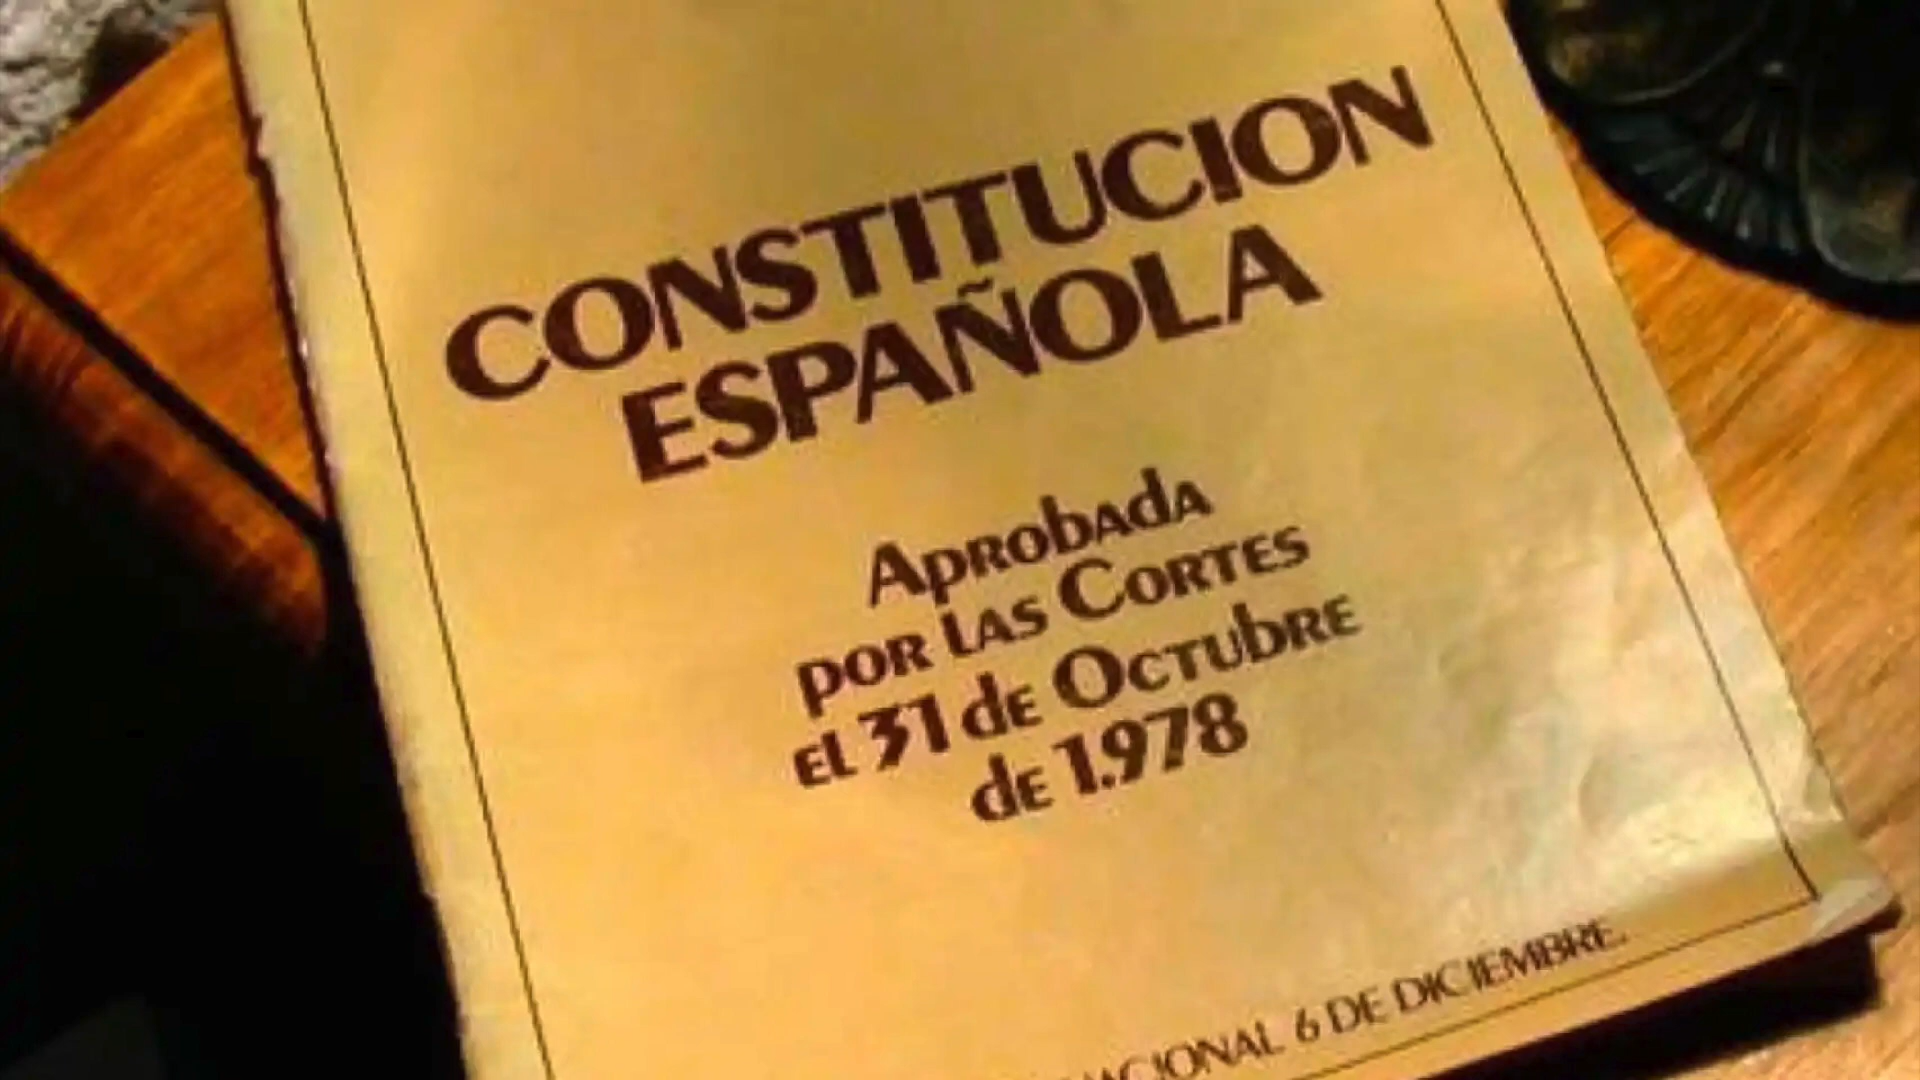 CONSTITUCION
ESPAÑOLA
Aprobada
por las Cortes
el 31 de Octubre
de 1.978
6 DE DICIEMBRE.